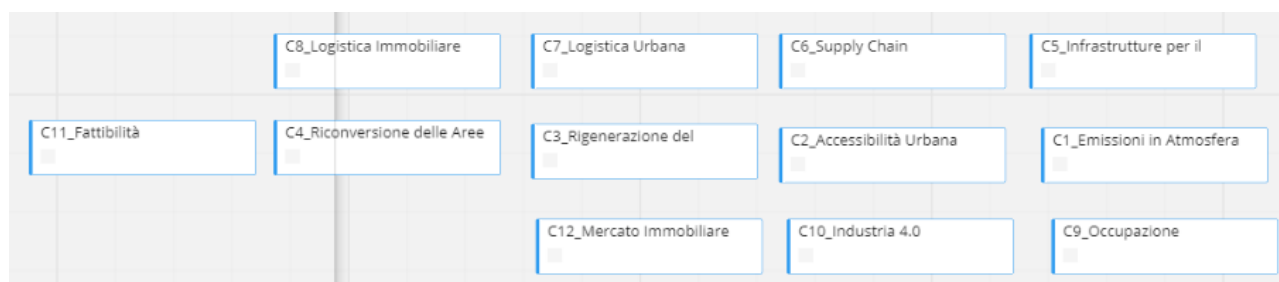 C8_Logistica Immobiliare
C7_Logistica Urbana
C6_Supply Chain
C5_Infrastrutture per il
C11_Fattibilità
C4_Riconversione delle Aree
C3_Rigenerazione del
C2_Accessibilità Urbana
C1_Emissioni in Atmosfera
C12_Mercato Immobiliare
C10_Industria 4.0
C9_Occupazione